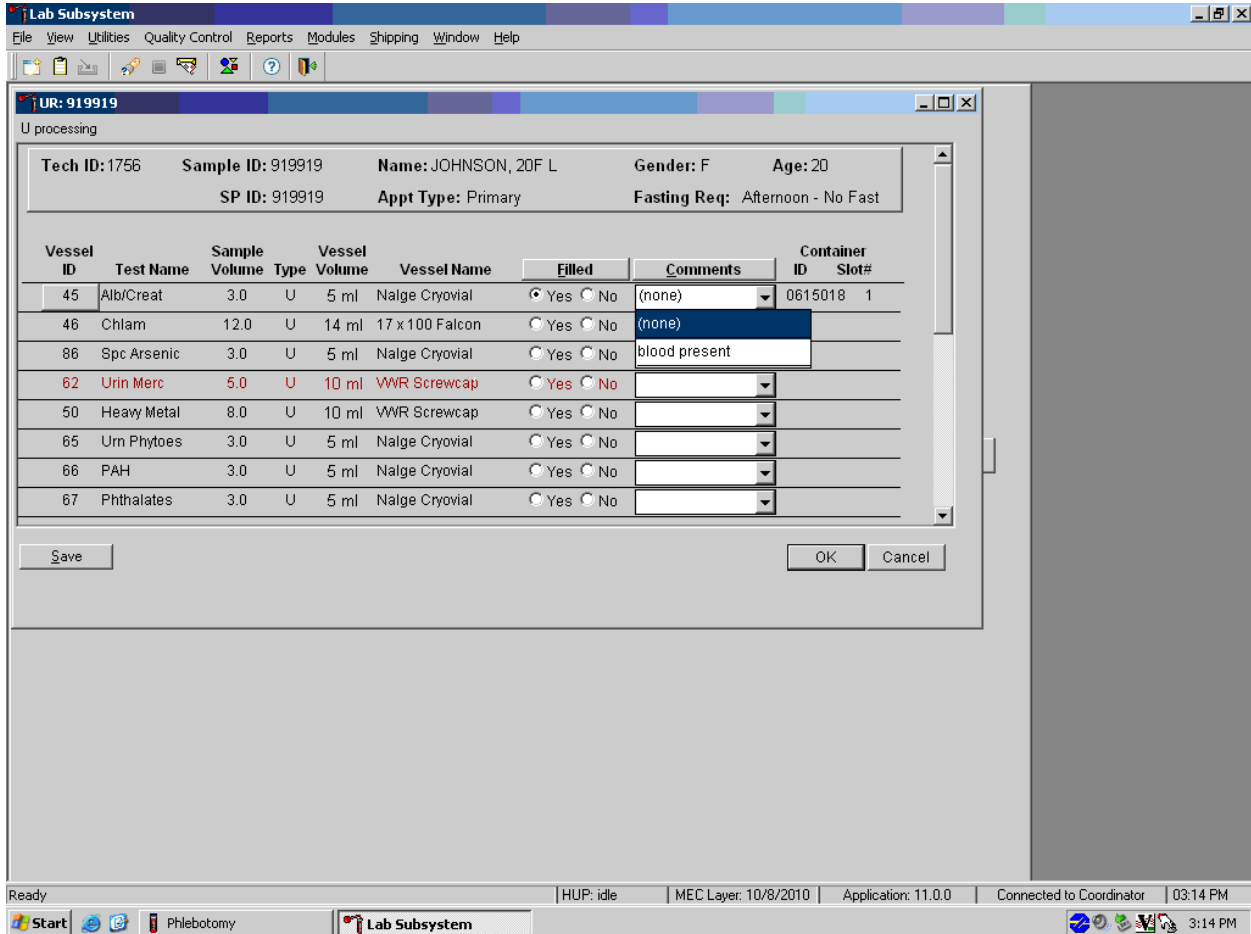 Lab Subsystem
File View Utilities Quality Control Reports Modules Shipping Window Help
UR: 919919
U processing
Tech ID: 1756 Sample ID: 919919 Name: JOHNSON, 20F L Gender: F Age: 20
SP ID: 919919 Appt Type: Primary Fasting Req: Afternoon - No Fast
Vessel Sample Vessel Container
ID Test Name Volume Type Volume Vessel Name Filled Comments ID Slot#
45 Alb/Creat 3.0 U 5 ml Nalge Cryovial Yes No (none) 0615018 1
46 Chlam 12.0 U 14 ml 17 x 100 Falcon Yes No (none)
86 Spc Arsenic 3.0 U 5 ml Nalge Cryovial Yes No blood present
62 Urin Merc 5.0 U 10 ml VWR Screwcap Yes No
50 Heavy Metal 8.0 U 10 ml VWR Screwcap Yes No
65 Urn Phytoes 3.0 U 5 ml Nalge Cryovial Yes No
66 PAH 3.0 U 5 ml Nalge Cryovial Yes No
67 Phthalates 3.0 U 5 ml Nalge Cryovial Yes No
Save OK Cancel
Ready HUP: idle MEC Layer: 10/8/2010 Application: 11.0.0 Connected to Coordinator 03:14 PM
Start Phlebotomy Lab Subsystem 3:14 PM